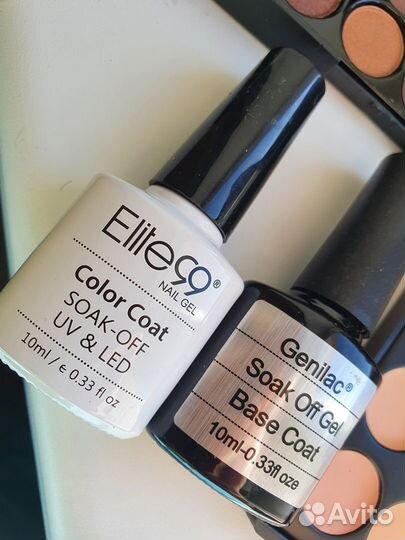 Elite99®
NAIL GEL
Color Coat
SOAK-OFF
UV & LED
10ml / e 0.33 fl oz
Genilac®
Soak Off Gel
Base Coat
10ml-0.33fl oze
Avito